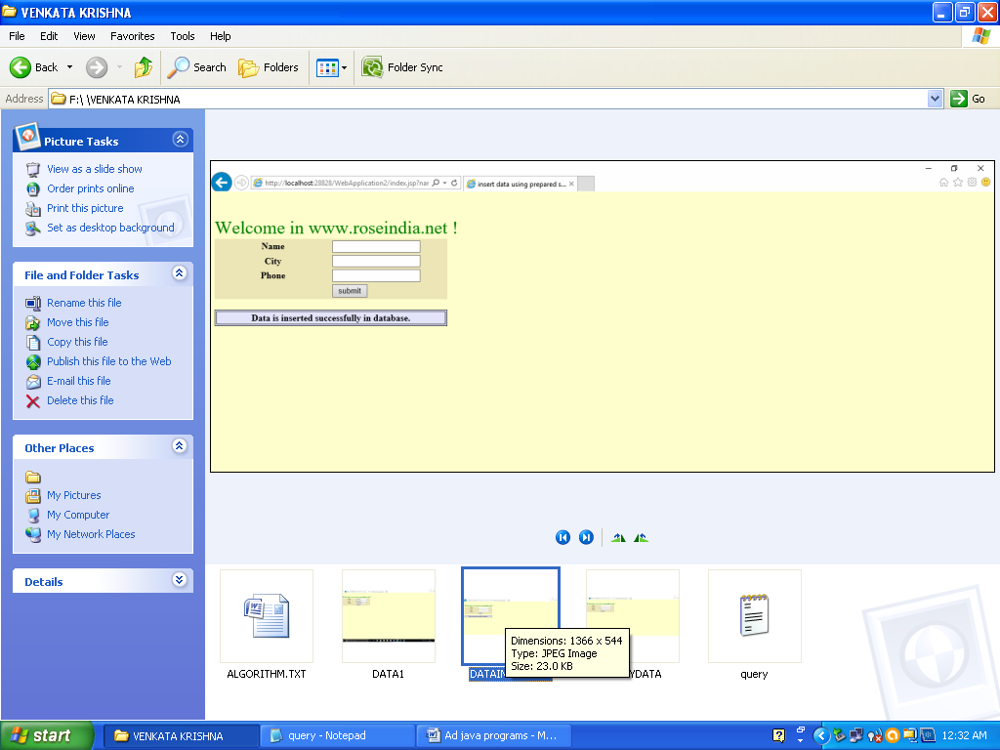 VENKATA KRISHNA
File Edit View Favorites Tools Help
Back Search Folders Folder Sync
Address F:\ \VENKATA KRISHNA Go
Picture Tasks
View as a slide show
Order prints online
Print this picture
Set as desktop background
File and Folder Tasks
Rename this file
Move this file
Copy this file
Publish this file to the Web
E-mail this file
Delete this file
Other Places
My Pictures
My Computer
My Network Places
Details
http://localhost:28828/WebApplication2/index.jsp?nar
insert data using prepared s...
Welcome in www.roseindia.net !
Name
City
Phone
submit
Data is inserted successfully in database.
ALGORITHM.TXT
DATA1
Dimensions: 1366 x 544
Type: JPEG Image
Size: 23.0 KB
query
start VENKATA KRISHNA query - Notepad Ad java programs - M... 12:32 AM